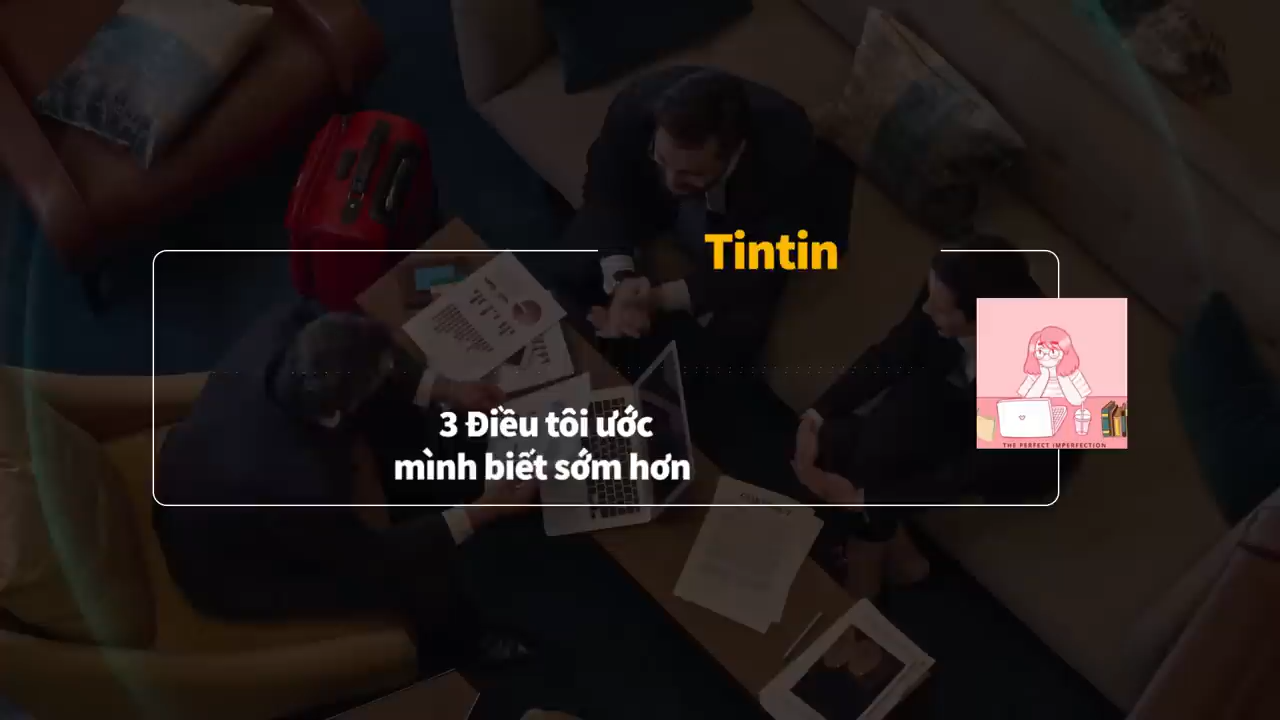 Tintin
3 Điều tôi ước
mình biết sớm hơn
THE PERFECT IMPERFECTION